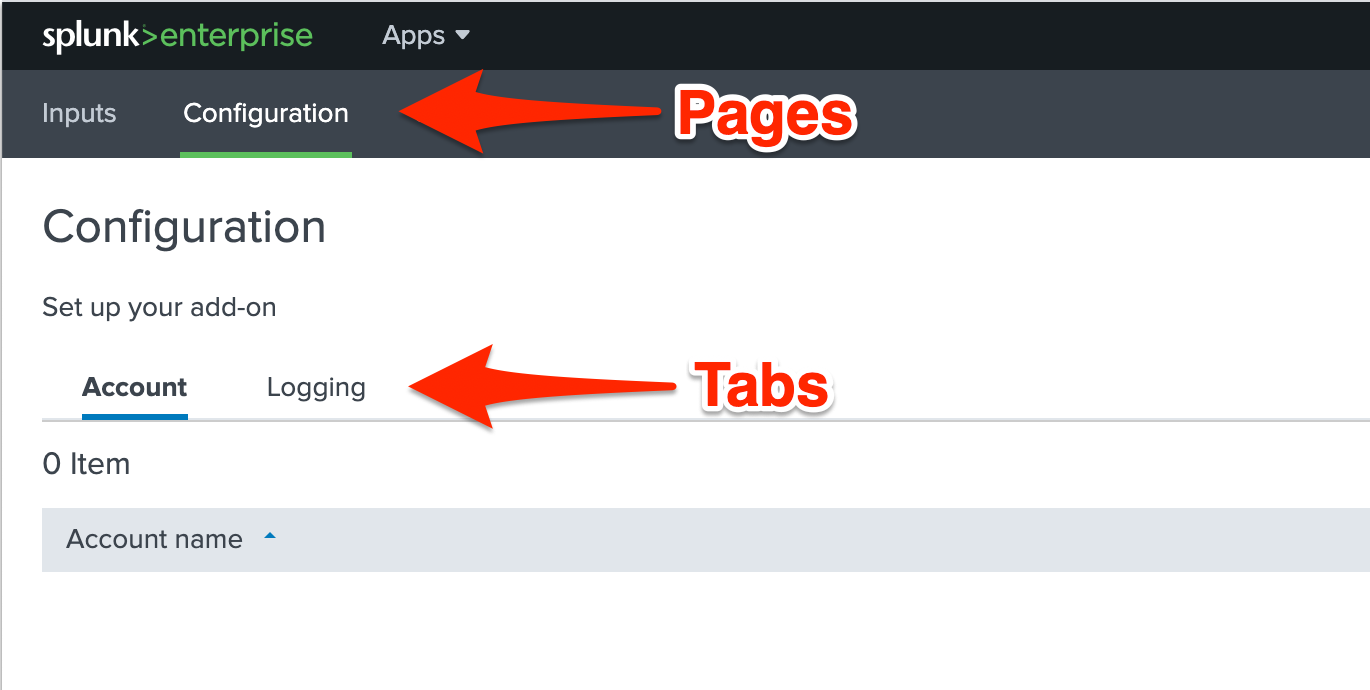 splunk>enterprise Apps
Inputs Configuration Pages
Configuration
Set up your add-on
Account Logging Tabs
0 Item
Account name